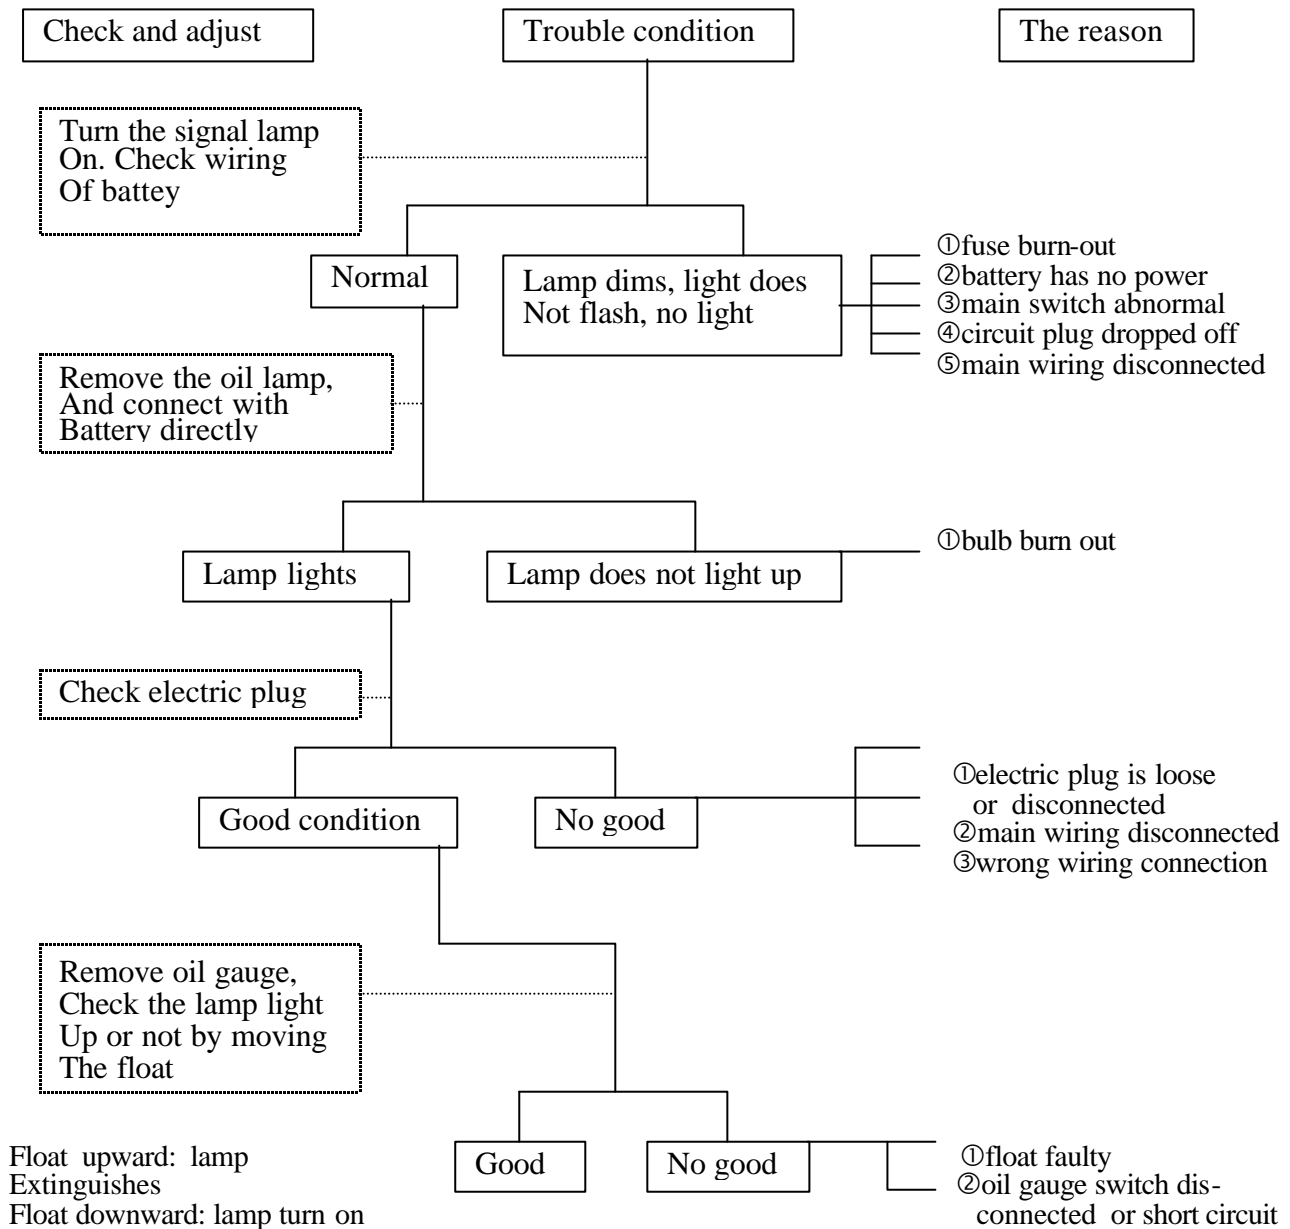 Check and adjust
Trouble condition
The reason
Turn the signal lamp
On. Check wiring
Of battey
Normal
Lamp dims, light does
Not flash, no light
①fuse burn-out
②battery has no power
③main switch abnormal
④circuit plug dropped off
⑤main wiring disconnected
Remove the oil lamp,
And connect with
Battery directly
Lamp lights
Lamp does not light up
①bulb burn out
Check electric plug
Good condition
No good
①electric plug is loose
or disconnected
②main wiring disconnected
③wrong wiring connection
Remove oil gauge,
Check the lamp light
Up or not by moving
The float
Float upward: lamp
Extinguishes
Float downward: lamp turn on
Good
No good
①float faulty
②oil gauge switch dis-
connected or short circuit